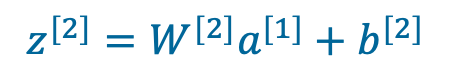 z[2] = W[2]a[1] + b[2]